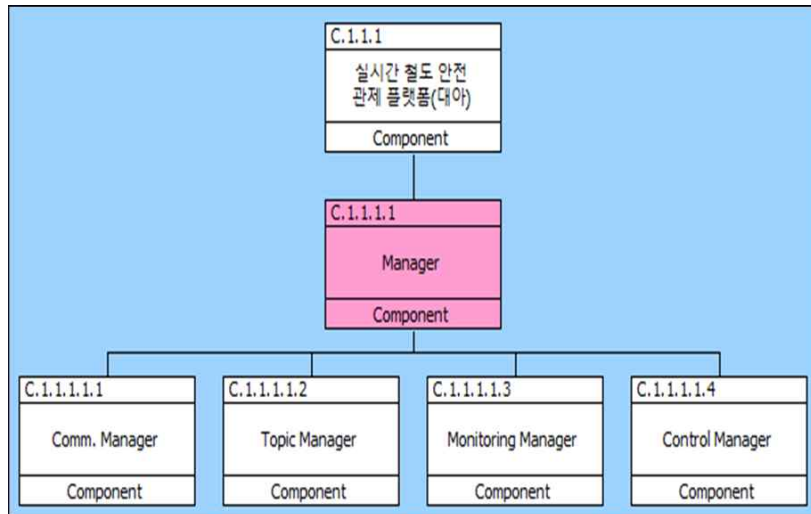 C.1.1.1
실시간 철도 안전
관제 플랫폼(대아)
Component
C.1.1.1.1
Manager
Component
C.1.1.1.1.1
Comm. Manager
Component
C.1.1.1.1.2
Topic Manager
Component
C.1.1.1.1.3
Monitoring Manager
Component
C.1.1.1.1.4
Control Manager
Component